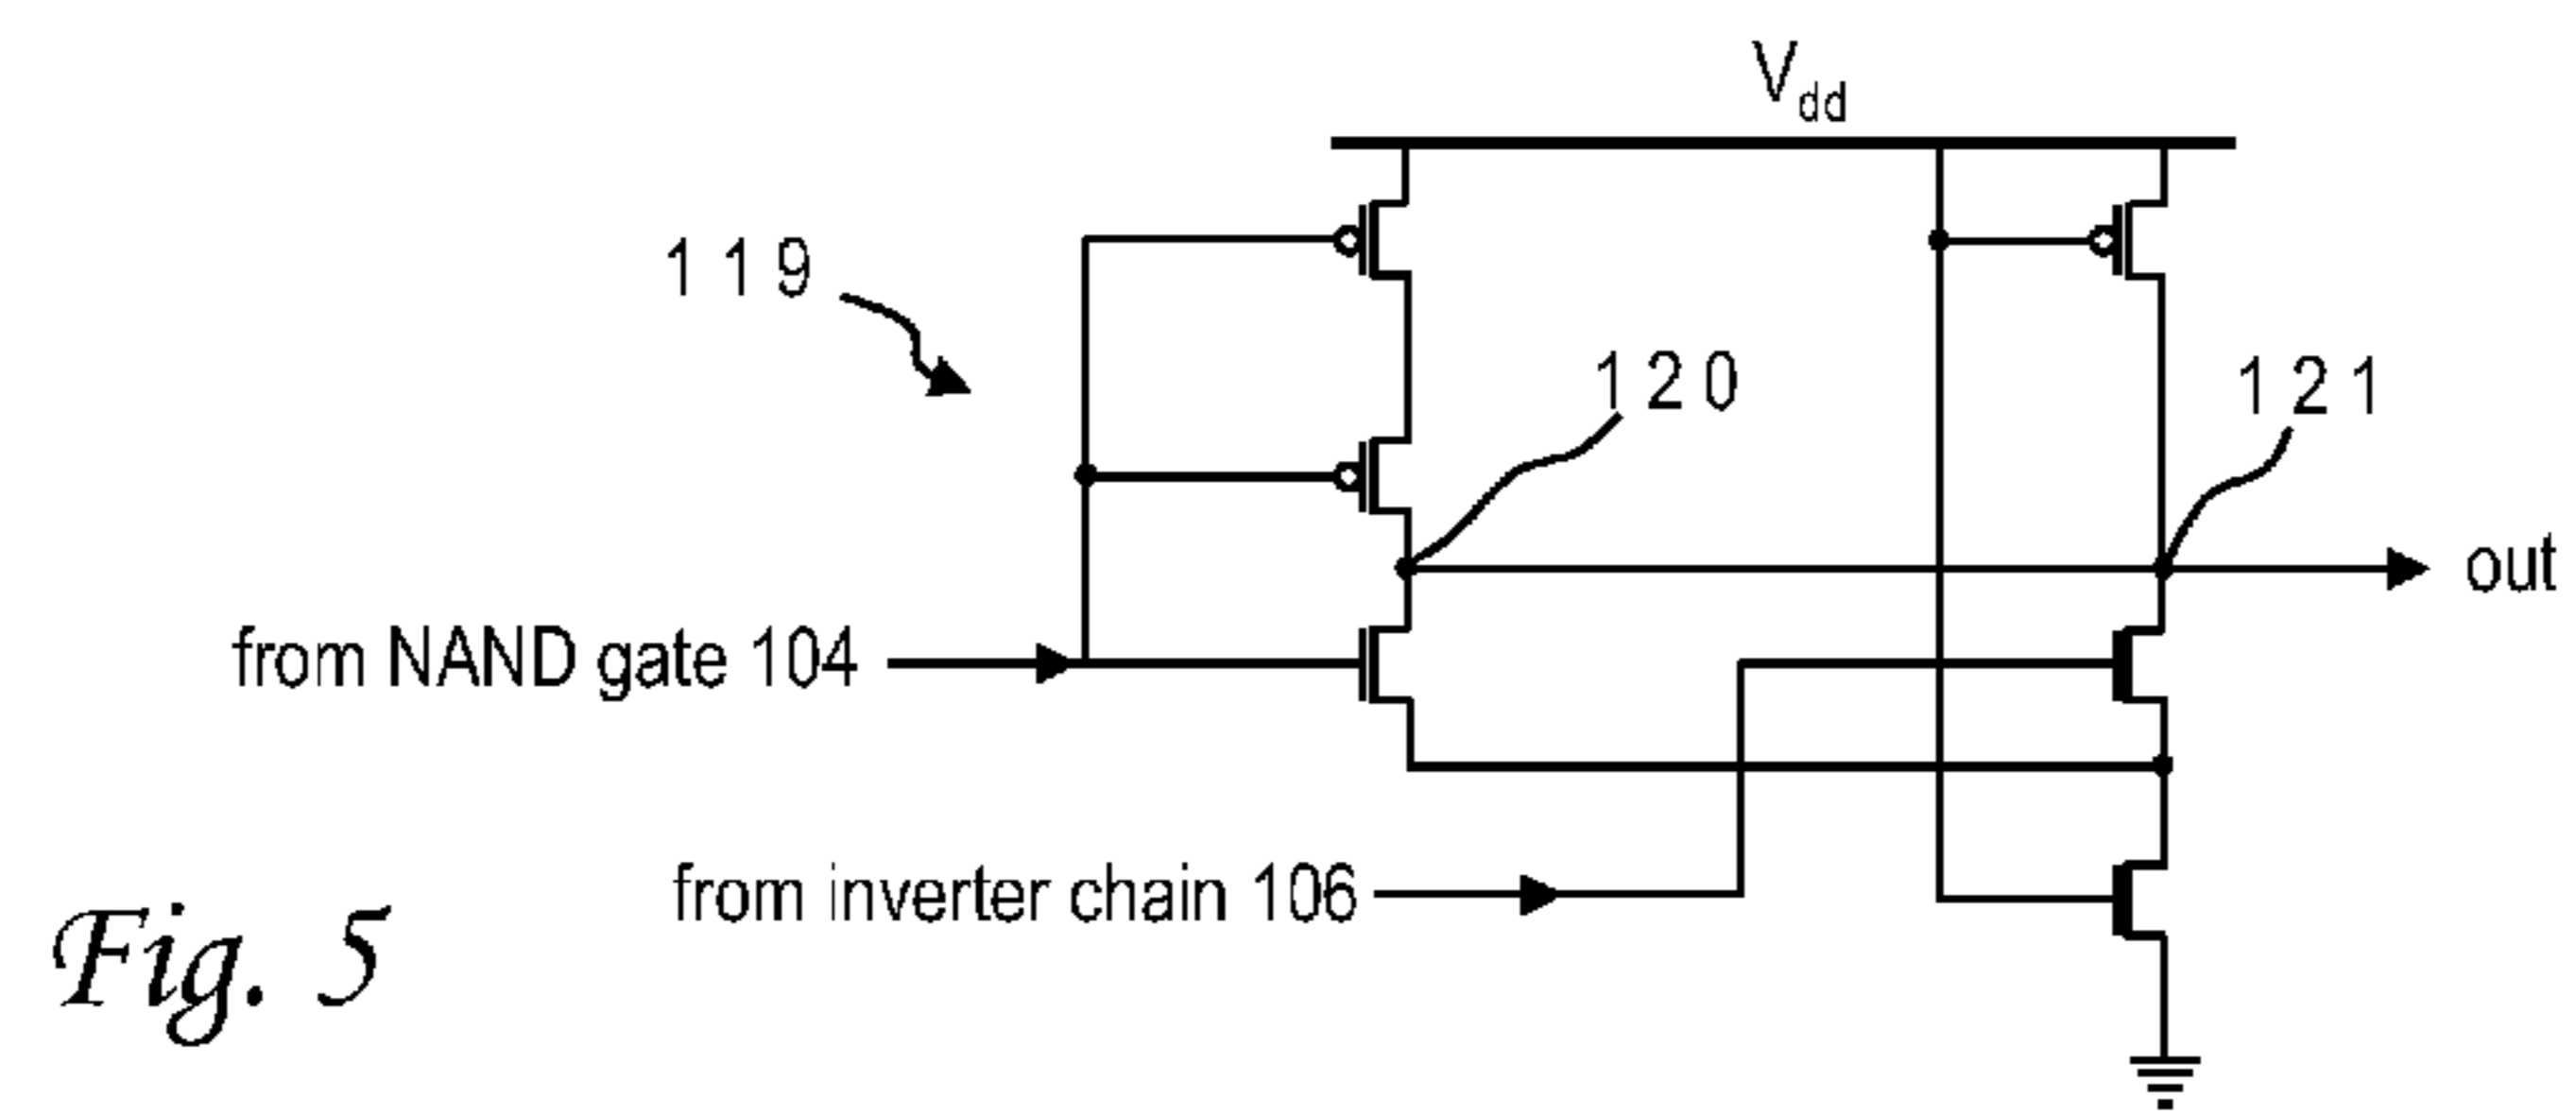 Vdd
119
120
121
out
from NAND gate 104
from inverter chain 106
Fig. 5